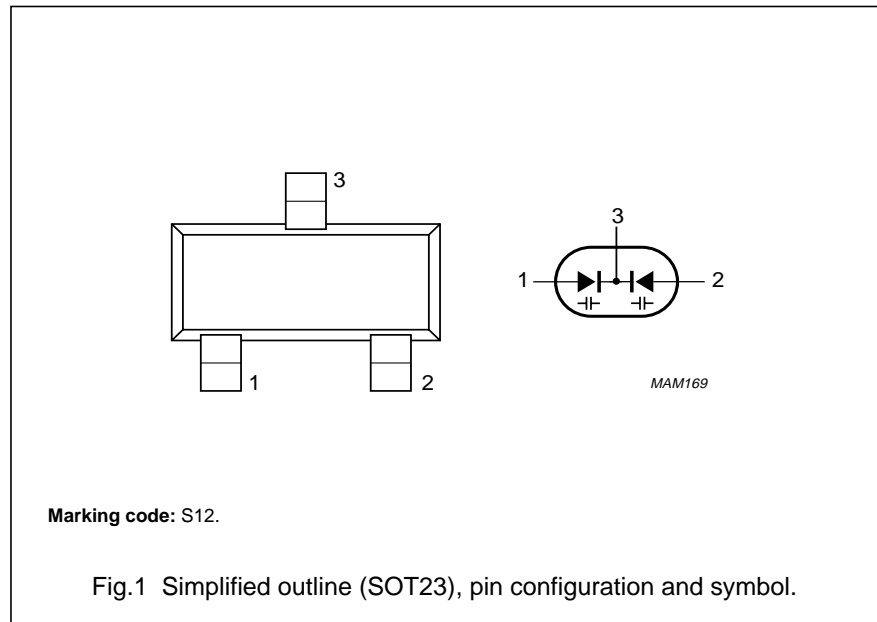 3
1
2
3
1
2
MAM169
Marking code: S12.
Fig.1 Simplified outline (SOT23), pin configuration and symbol.